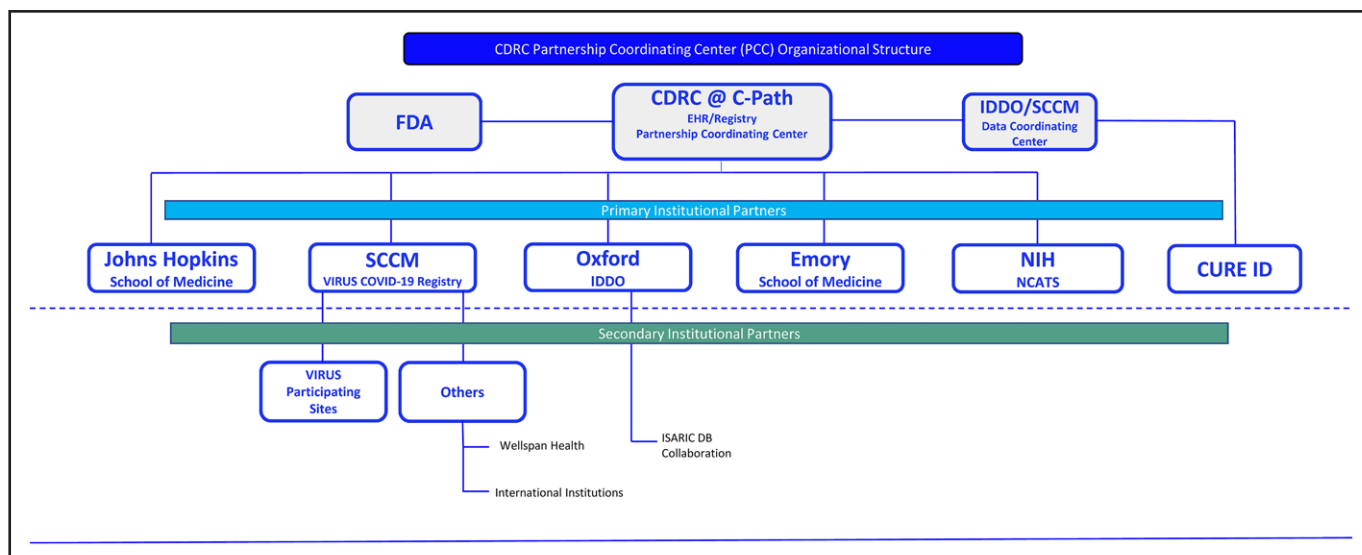 CDRC Partnership Coordinating Center (PCC) Organizational Structure
FDA
CDRC @ C-Path
EHR/Registry
Partnership Coordinating Center
IDDO/SCCM
Data Coordinating
Center
Primary Institutional Partners
Johns Hopkins
School of Medicine
SCCM
VIRUS COVID-19 Registry
Oxford
IDDO
Emory
School of Medicine
NIH
NCATS
CURE ID
Secondary Institutional Partners
VIRUS
Participating
Sites
Others
Wellspan Health
International Institutions
ISARIC DB
Collaboration